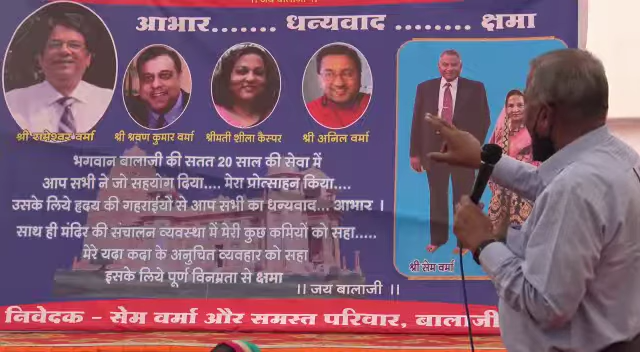 ।। जय बालाजी ।।
आभार....... धन्यवाद ....... क्षमा
श्री रामेश्वर वर्मा
श्री श्रवण कुमार वर्मा
श्रीमती शीला कैस्पर
श्री अनिल वर्मा
भगवान बालाजी की सतत 20 साल की सेवा में
आप सभी ने जो सहयोग दिया.... मेरा प्रोत्साहन किया....
उसके लिये हृदय की गहराईयों से आप सभी का धन्यवाद... आभार ।
साथ ही मंदिर की संचालन व्यवस्था में मेरी कुछ कमियों को सहा.....
मेरे यदा कदा के अनुचित व्यवहार को सहा
इसके लिये पूर्ण विनम्रता से क्षमा
।। जय बालाजी ।।
श्री सेम वर्मा
निवेदक - सेम वर्मा और समस्त परिवार, बालाजी